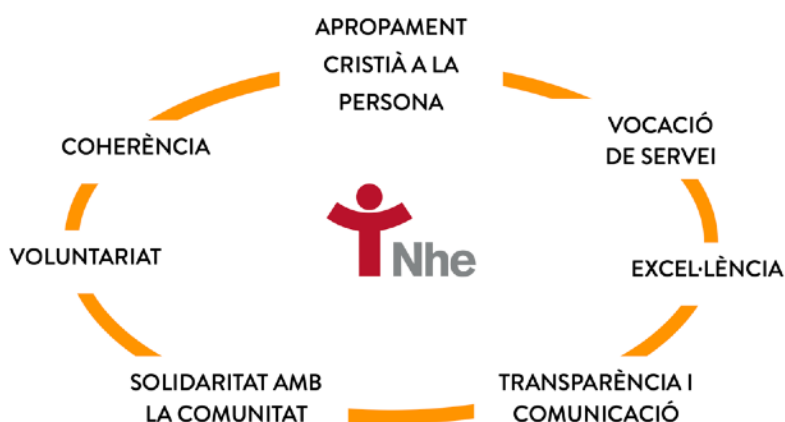 APROPAMENT
CRISTIÀ A LA
PERSONA
VOCACIÓ
DE SERVEI
EXCEL·LÈNCIA
TRANSPARÈNCIA I
COMUNICACIÓ
SOLIDARITAT AMB
LA COMUNITAT
VOLUNTARIAT
COHERÈNCIA
Nhe